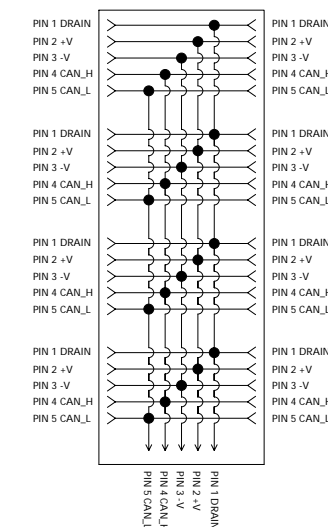 PIN 1 DRAIN PIN 1 DRAIN
PIN 2 +V PIN 2 +V
PIN 3 -V PIN 3 -V
PIN 4 CAN_H PIN 4 CAN_H
PIN 5 CAN_L PIN 5 CAN_L
PIN 1 DRAIN PIN 1 DRAIN
PIN 2 +V PIN 2 +V
PIN 3 -V PIN 3 -V
PIN 4 CAN_H PIN 4 CAN_H
PIN 5 CAN_L PIN 5 CAN_L
PIN 1 DRAIN PIN 1 DRAIN
PIN 2 +V PIN 2 +V
PIN 3 -V PIN 3 -V
PIN 4 CAN_H PIN 4 CAN_H
PIN 5 CAN_L PIN 5 CAN_L
PIN 1 DRAIN PIN 1 DRAIN
PIN 2 +V PIN 2 +V
PIN 3 -V PIN 3 -V
PIN 4 CAN_H PIN 4 CAN_H
PIN 5 CAN_L PIN 5 CAN_L
PIN 5 CAN_L
PIN 4 CAN_H
PIN 3 -V
PIN 2 +V
PIN 1 DRAIN